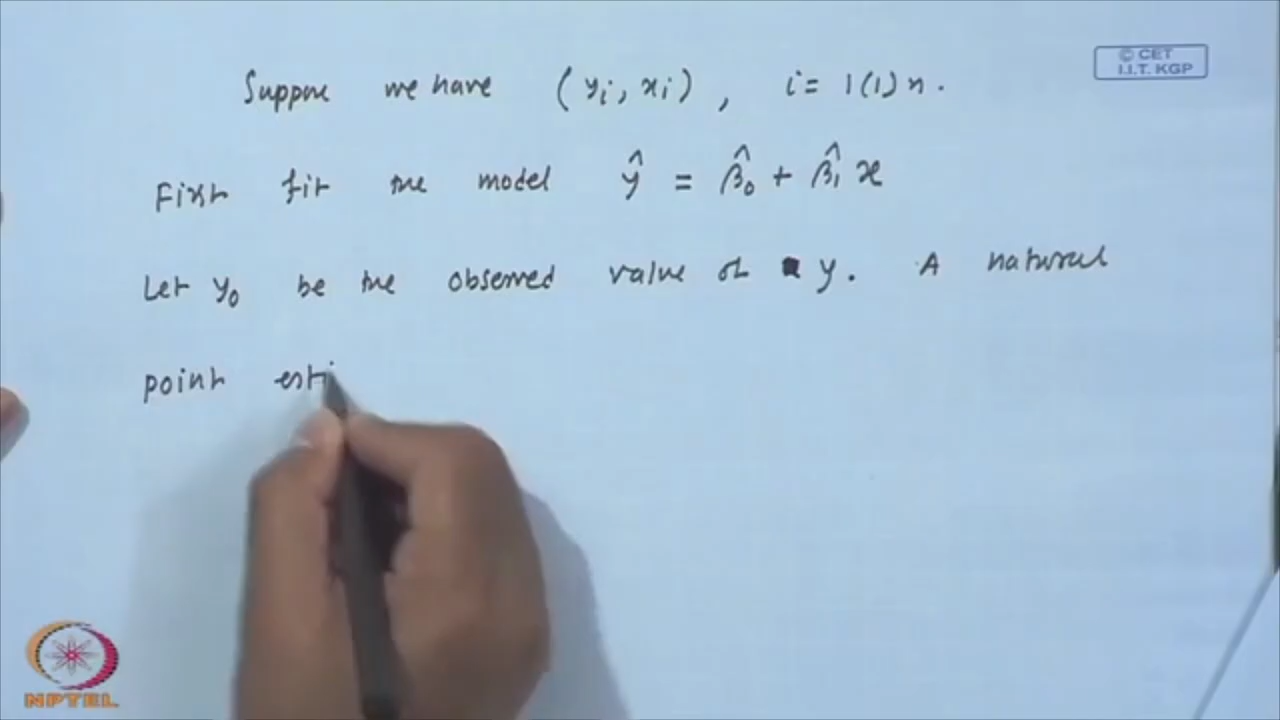 © CET
I.I.T. KGP
Suppose we have (yi, xi), i = 1(1)n.
First fit the model ŷ = β̂₀ + β̂₁ x
Let y₀ be the observed value of y. A natural
point esti
NPTEL